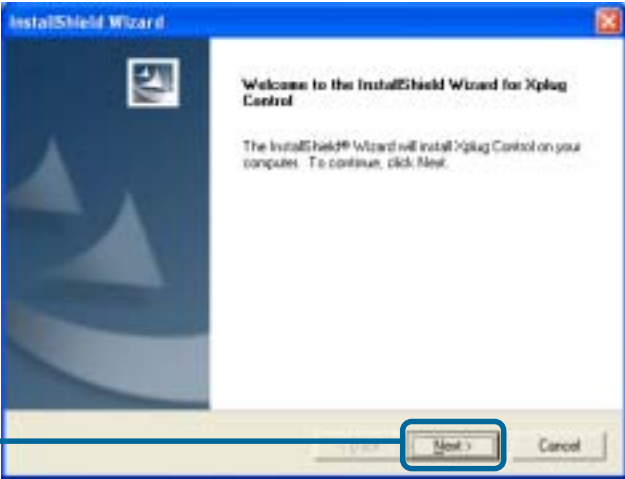 InstallShield Wizard
Welcome to the InstallShield Wizard for Xplug
Control
The InstallShield® Wizard will install Xplug Control on your
computer. To continue, click Next.
< Back
Next >
Cancel